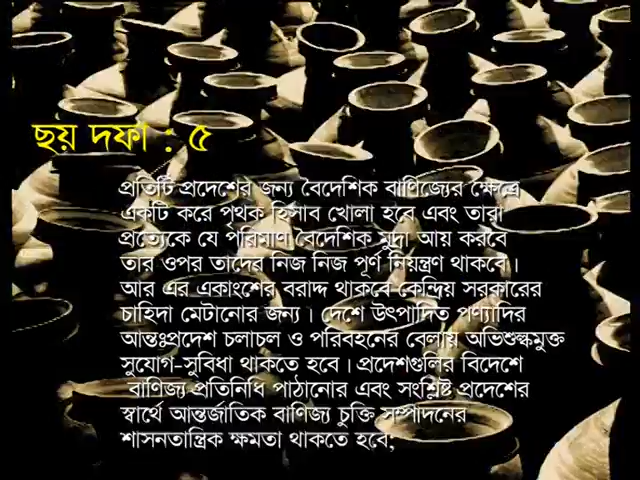 ছয় দফা : ৫
প্রতিটি প্রদেশের জন্য বৈদেশিক বাণিজ্যের ক্ষেত্রে
একটি করে পৃথক হিসাব খোলা হবে এবং তারা
প্রত্যেকে যে পরিমাণ বৈদেশিক মুদ্রা আয় করবে
তার ওপর তাদের নিজ নিজ পূর্ণ নিয়ন্ত্রণ থাকবে।
আর এর একাংশের বরাদ্দ থাকবে কেন্দ্রিয় সরকারের
চাহিদা মেটানোর জন্য। দেশে উৎপাদিত পণ্যাদির
আন্তঃপ্রদেশ চলাচল ও পরিবহনের বেলায় অভিশুল্কমুক্ত
সুযোগ-সুবিধা থাকতে হবে। প্রদেশগুলির বিদেশে
বাণিজ্য প্রতিনিধি পাঠানোর এবং সংশ্লিষ্ট প্রদেশের
স্বার্থে আন্তর্জাতিক বাণিজ্য চুক্তি সম্পাদনের
শাসনতান্ত্রিক ক্ষমতা থাকতে হবে;